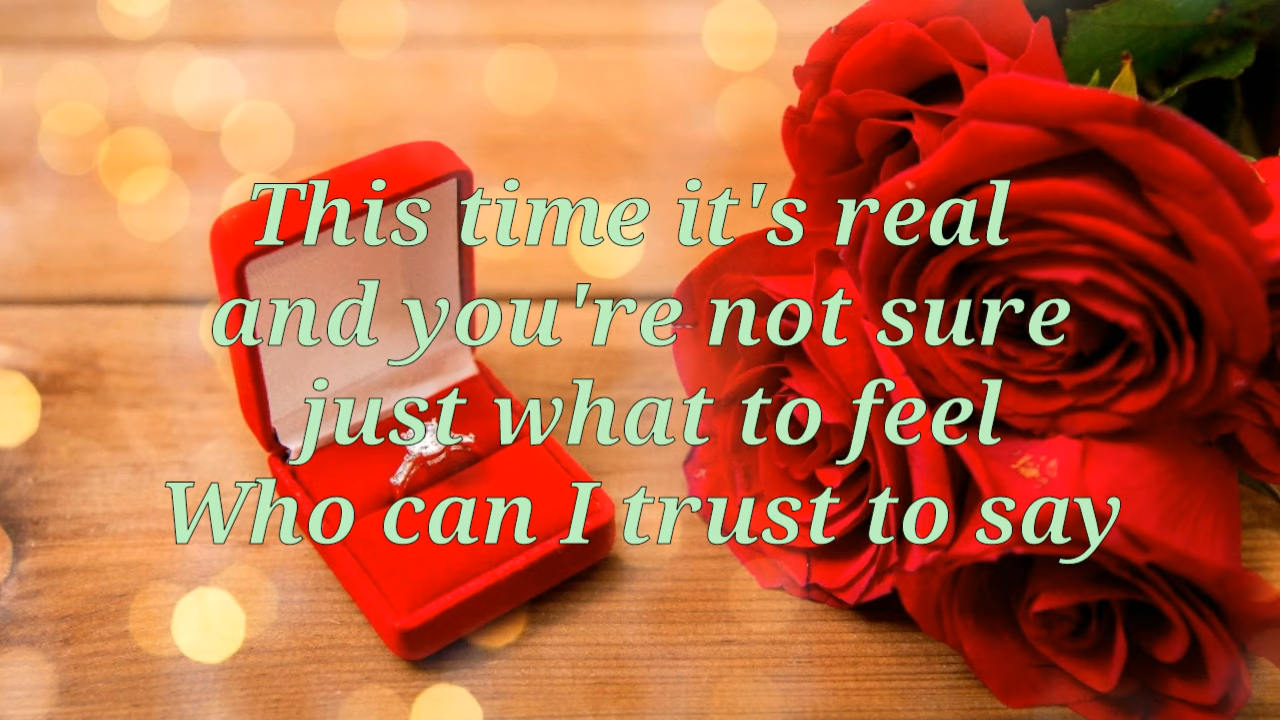 This time it's real
and you're not sure
just what to feel
Who can I trust to say